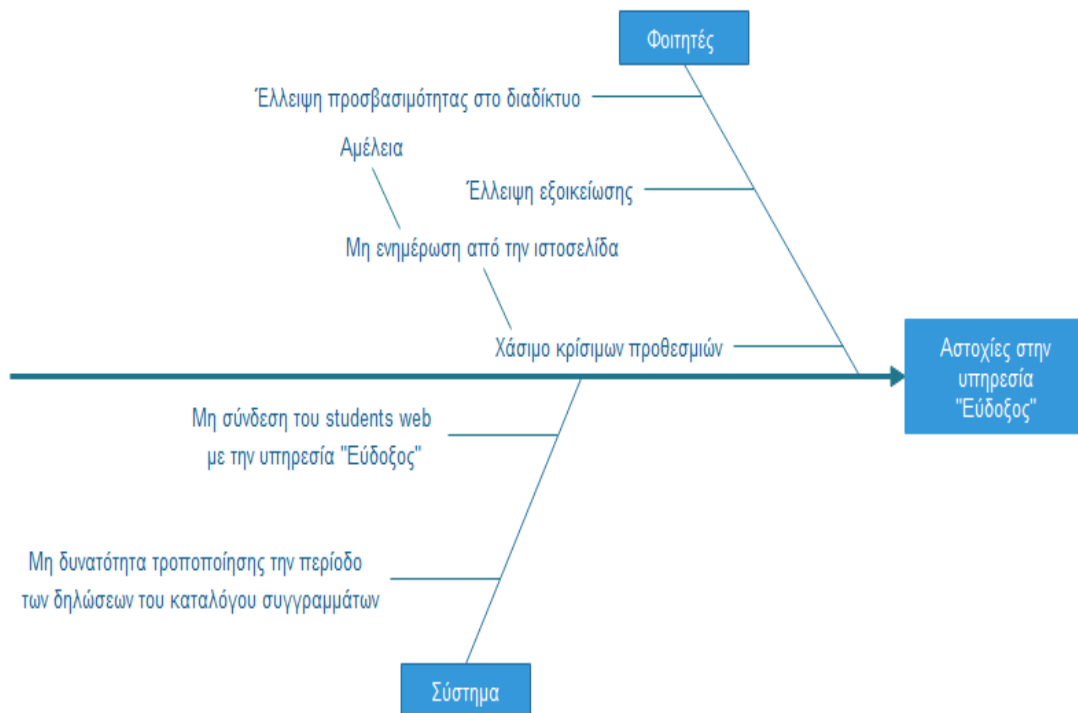 Φοιτητές
Έλλειψη προσβασιμότητας στο διαδίκτυο
Αμέλεια
Έλλειψη εξοικείωσης
Μη ενημέρωση από την ιστοσελίδα
Χάσιμο κρίσιμων προθεσμιών
Αστοχίες στην
υπηρεσία
"Εύδοξος"
Μη σύνδεση του students web
με την υπηρεσία "Εύδοξος"
Μη δυνατότητα τροποποίησης την περίοδο
των δηλώσεων του καταλόγου συγγραμμάτων
Σύστημα